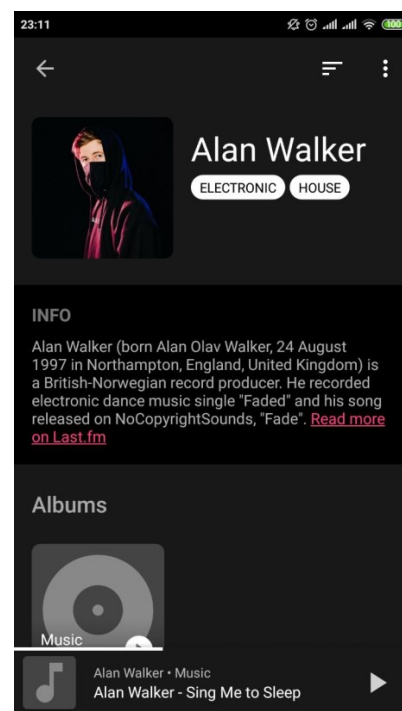 23:11
100
Alan Walker
ELECTRONIC HOUSE
INFO
Alan Walker (born Alan Olav Walker, 24 August
1997 in Northampton, England, United Kingdom) is
a British-Norwegian record producer. He recorded
electronic dance music single "Faded" and his song
released on NoCopyrightSounds, "Fade". Read more
on Last.fm
Albums
Music
Alan Walker • Music
Alan Walker - Sing Me to Sleep